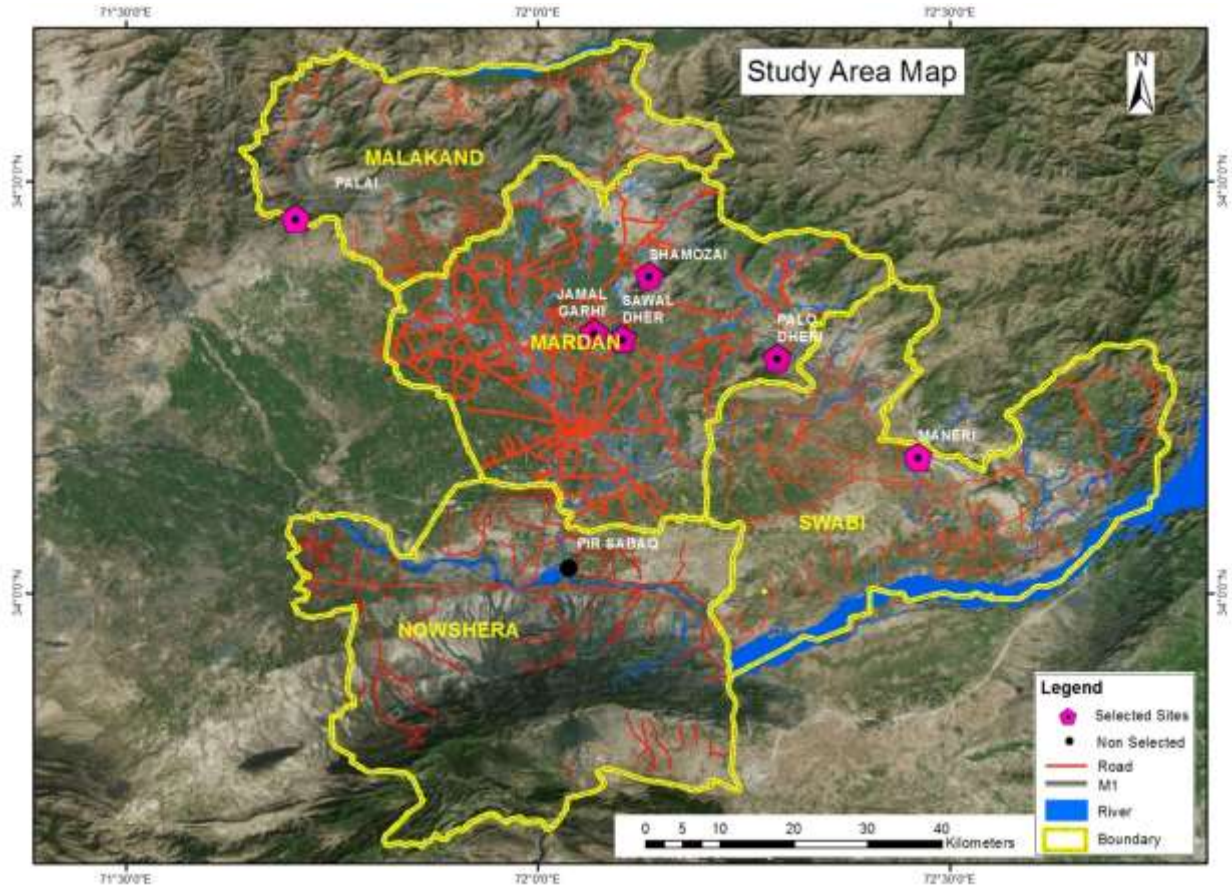 71°30'0"E
72°0'0"E
72°30'0"E
Study Area Map
N
MALAKAND
PALAI
34°30'0"N
34°30'0"N
SHAMOZAI
JAMAL
GARHI
SAWAL
DHER
MARDAN
PALO
DHERI
MANERI
SWABI
PIR SABAQ
34°0'0"N
34°0'0"N
NOWSHERA
Legend
Selected Sites
Non Selected
Road
M1
River
Boundary
0 5 10 20 30 40
Kilometers
71°30'0"E
72°0'0"E
72°30'0"E